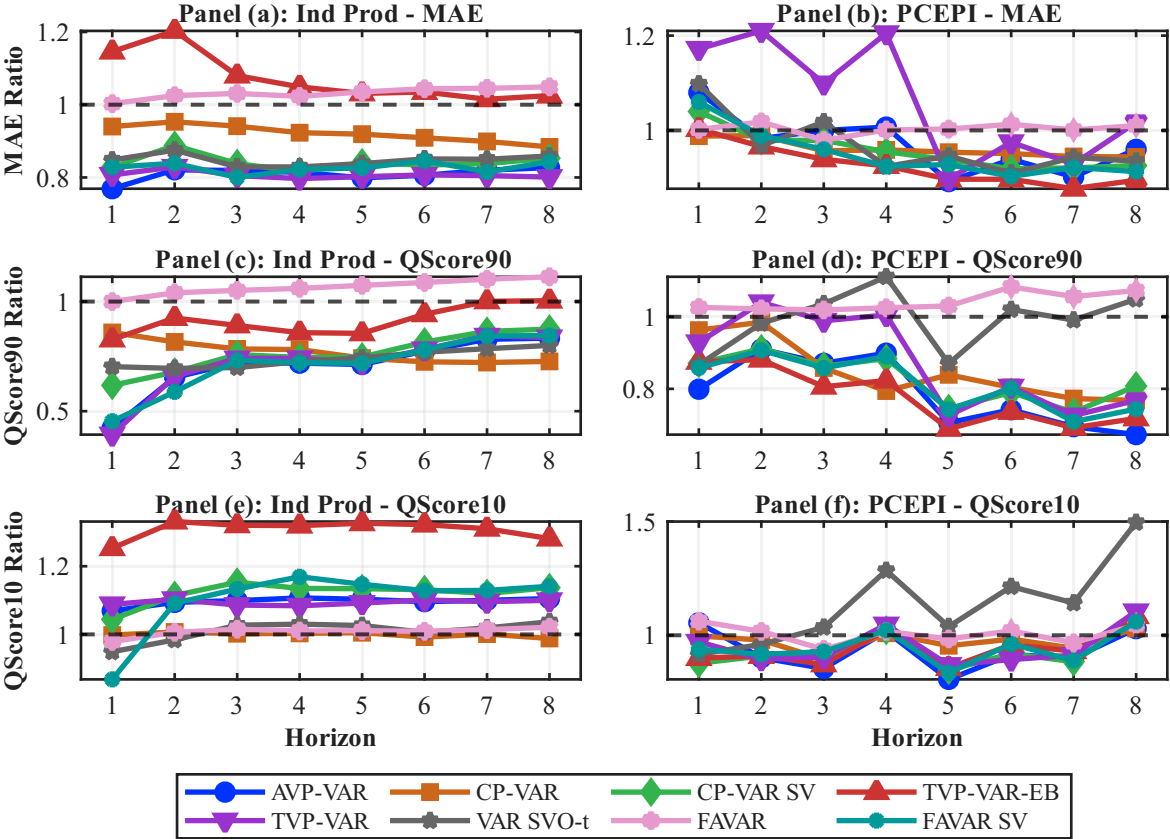 Panel (a): Ind Prod - MAE
MAE Ratio
1.2
1
0.8
1 2 3 4 5 6 7 8
Panel (b): PCEPI - MAE
1.2
1
1 2 3 4 5 6 7 8
Panel (c): Ind Prod - QScore90
QScore90 Ratio
1
0.5
1 2 3 4 5 6 7 8
Panel (d): PCEPI - QScore90
1
0.8
1 2 3 4 5 6 7 8
Panel (e): Ind Prod - QScore10
QScore10 Ratio
1.2
1
1 2 3 4 5 6 7 8
Horizon
Panel (f): PCEPI - QScore10
1.5
1
1 2 3 4 5 6 7 8
Horizon
AVP-VAR CP-VAR CP-VAR SV TVP-VAR-EB
TVP-VAR VAR SVO-t FAVAR FAVAR SV